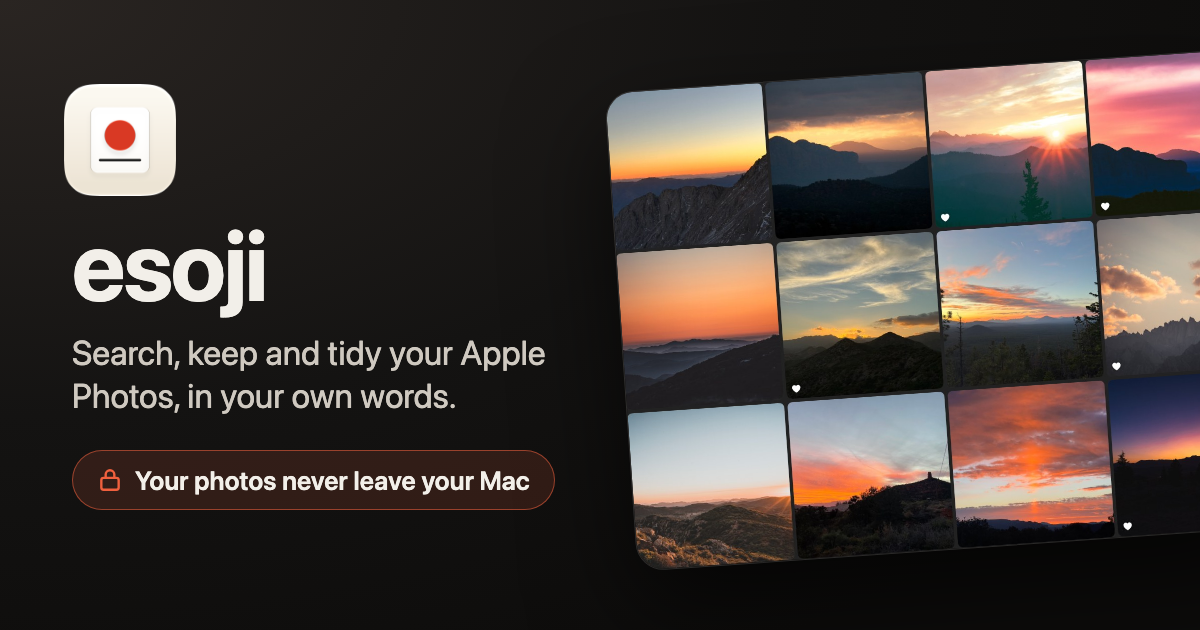 esoji
Search, keep and tidy your Apple
Photos, in your own words.
Your photos never leave your Mac